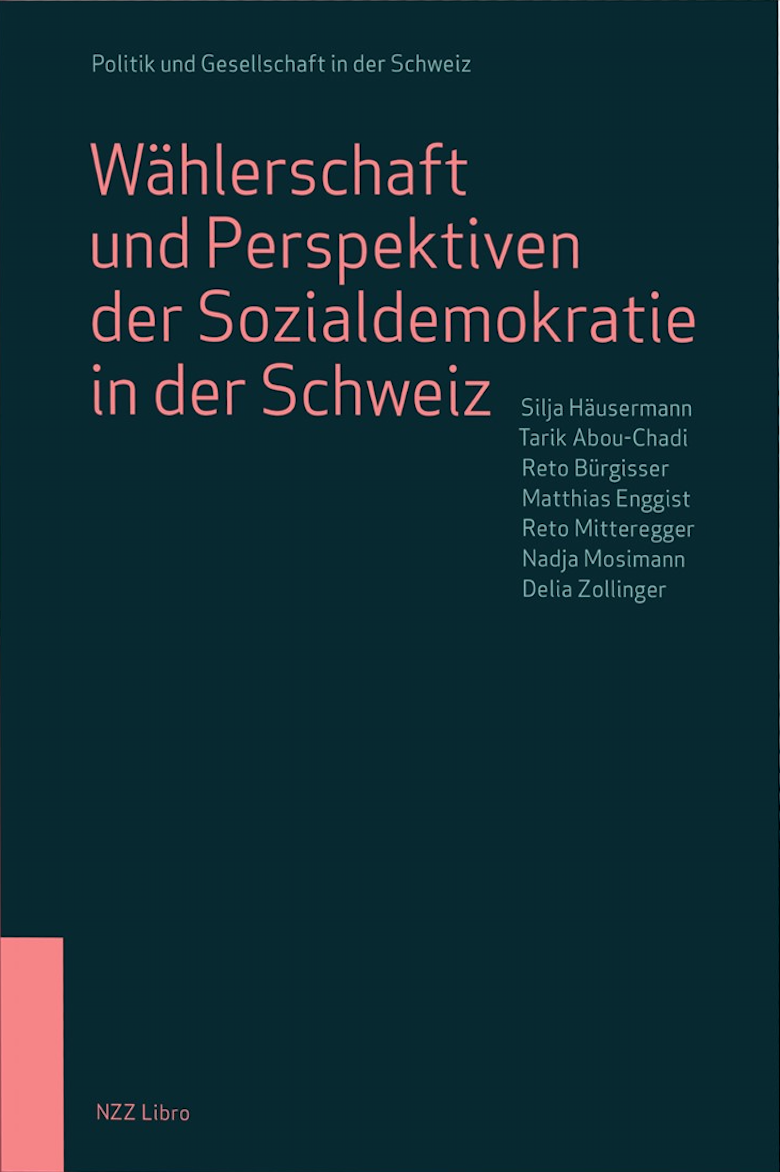 Politik und Gesellschaft in der Schweiz
Wählerschaft
und Perspektiven
der Sozialdemokratie
in der Schweiz
Silja Häusermann
Tarik Abou-Chadi
Reto Bürgisser
Matthias Enggist
Reto Mitteregger
Nadja Mosimann
Delia Zollinger
NZZ Libro